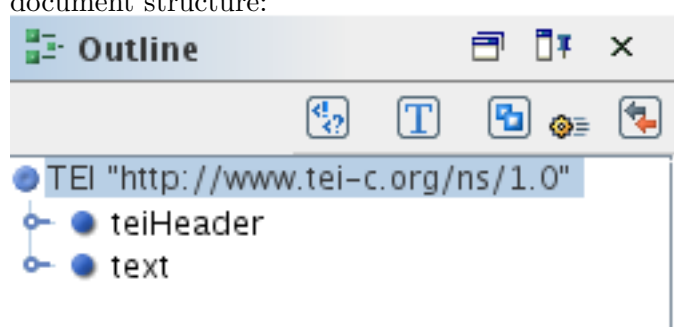 document structure:
Outline
T
TEI "http://www.tei-c.org/ns/1.0"
teiHeader
text